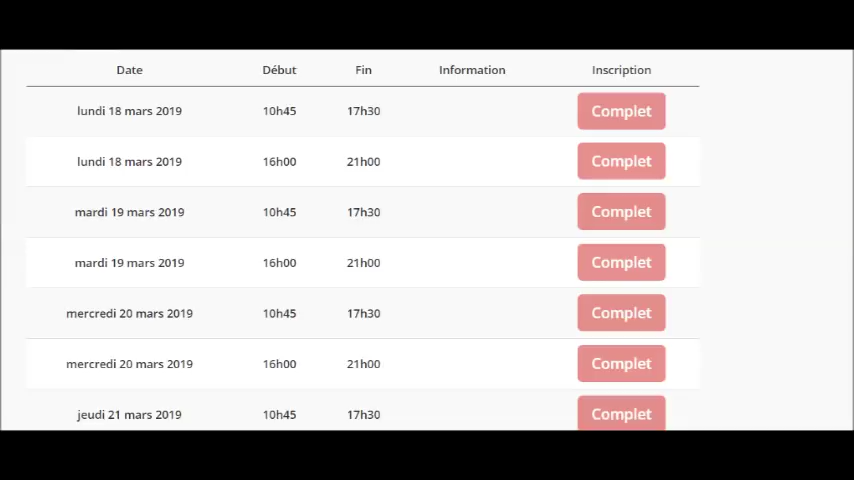 Date Début Fin Information Inscription
lundi 18 mars 2019 10h45 17h30 Complet
lundi 18 mars 2019 16h00 21h00 Complet
mardi 19 mars 2019 10h45 17h30 Complet
mardi 19 mars 2019 16h00 21h00 Complet
mercredi 20 mars 2019 10h45 17h30 Complet
mercredi 20 mars 2019 16h00 21h00 Complet
jeudi 21 mars 2019 10h45 17h30 Complet